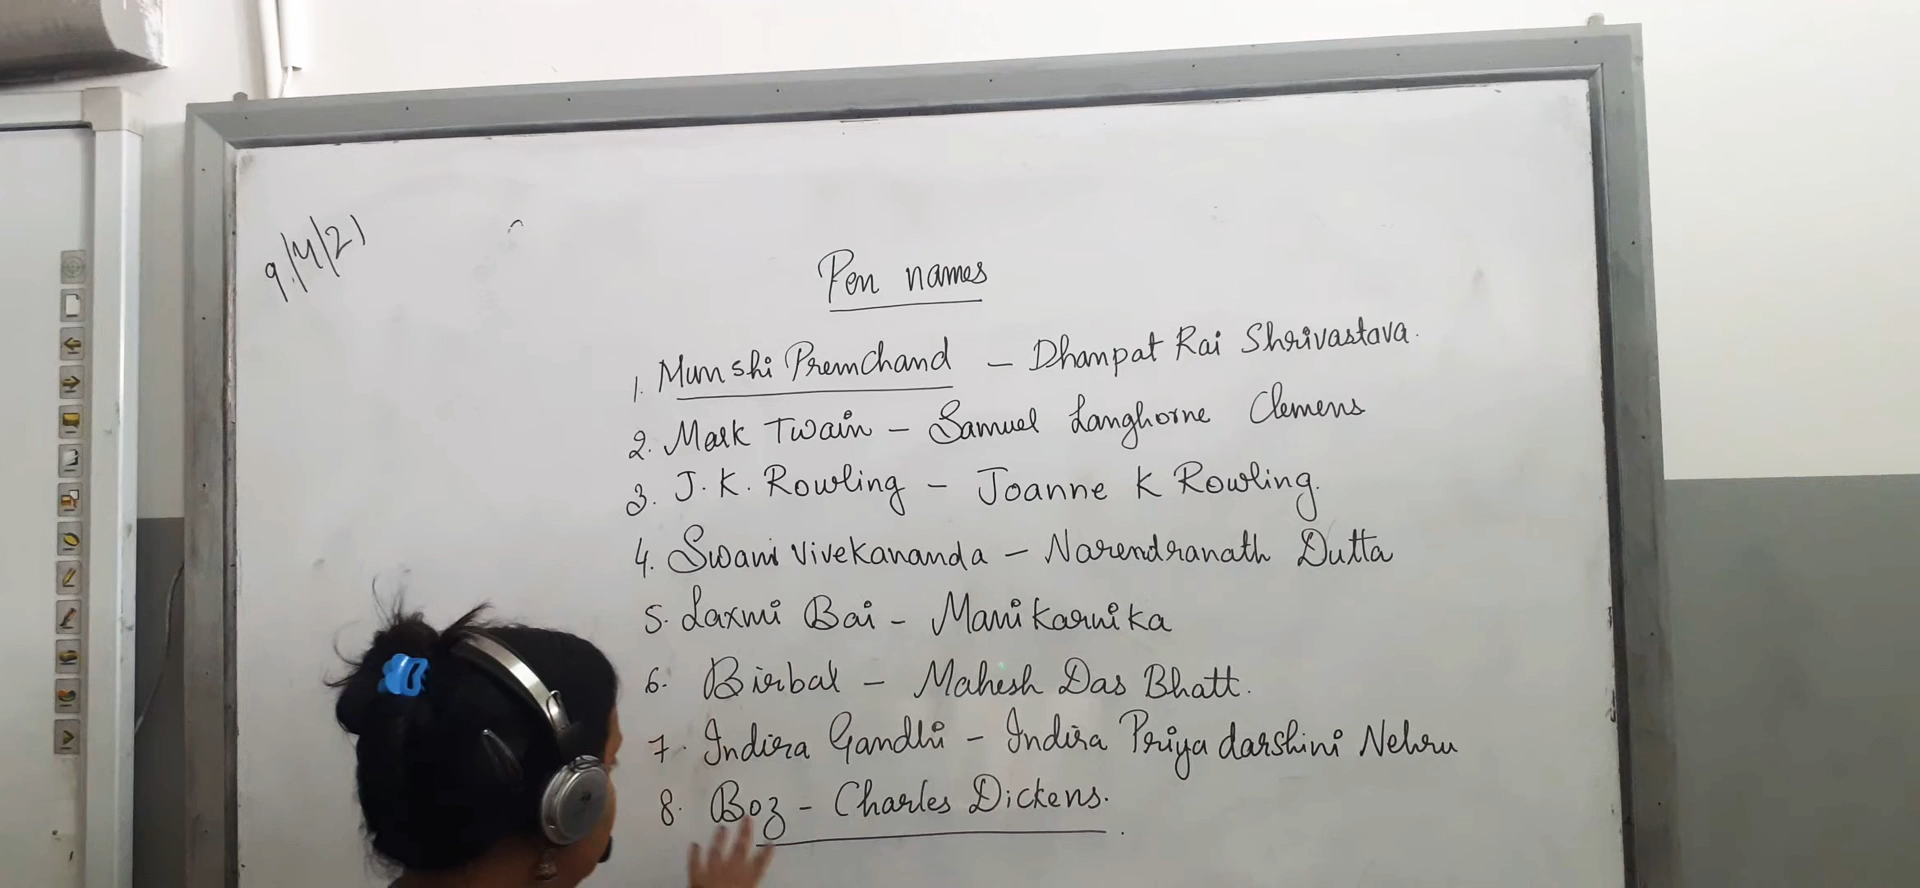 9/4/21
Pen names
1. Munshi Premchand – Dhanpat Rai Shrivastava.
2. Mark Twain – Samuel Langhorne Clemens
3. J. K. Rowling – Joanne K Rowling.
4. Swami Vivekananda – Narendranath Dutta
5. Laxmi Bai – Manikarnika
6. Birbal – Mahesh Das Bhatt.
7. Indira Gandhi – Indira Priyadarshini Nehru
8. Boz – Charles Dickens.